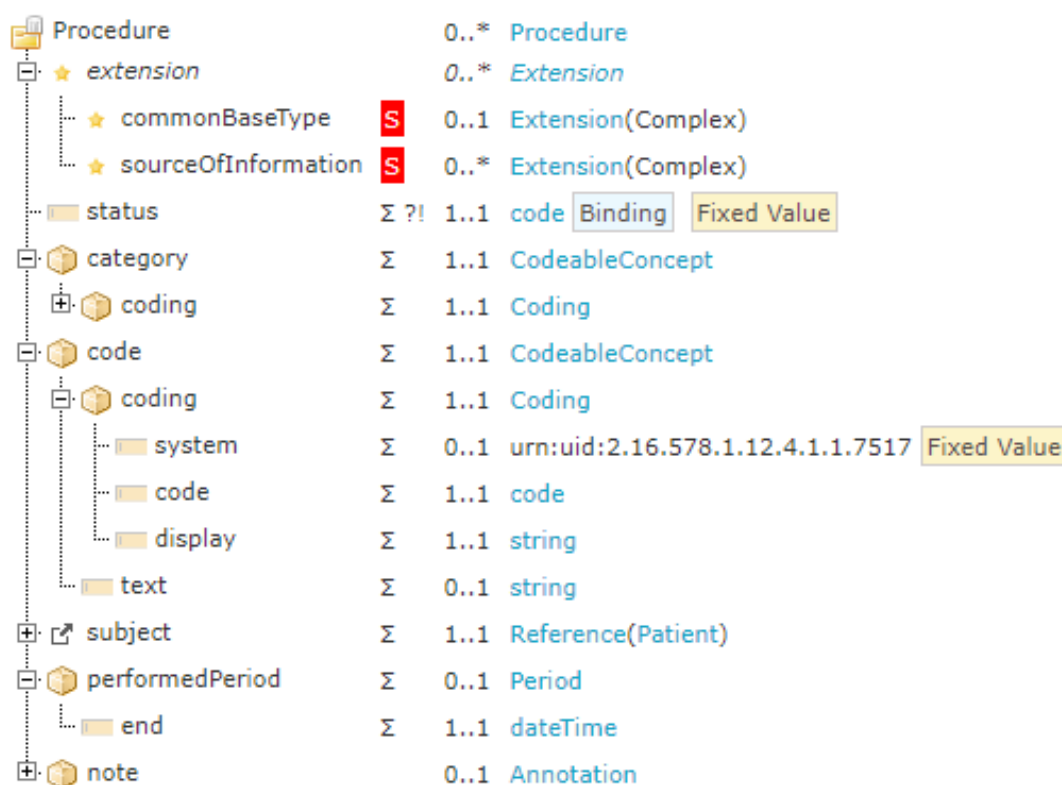 Procedure 0..* Procedure
extension 0..* Extension
commonBaseType S 0..1 Extension(Complex)
sourceOfInformation S 0..* Extension(Complex)
status Σ ?! 1..1 code Binding Fixed Value
category Σ 1..1 CodeableConcept
coding Σ 1..1 Coding
code Σ 1..1 CodeableConcept
coding Σ 1..1 Coding
system Σ 0..1 urn:uid:2.16.578.1.12.4.1.1.7517 Fixed Value
code Σ 1..1 code
display Σ 1..1 string
text Σ 0..1 string
subject Σ 1..1 Reference(Patient)
performedPeriod Σ 0..1 Period
end Σ 1..1 dateTime
note 0..1 Annotation